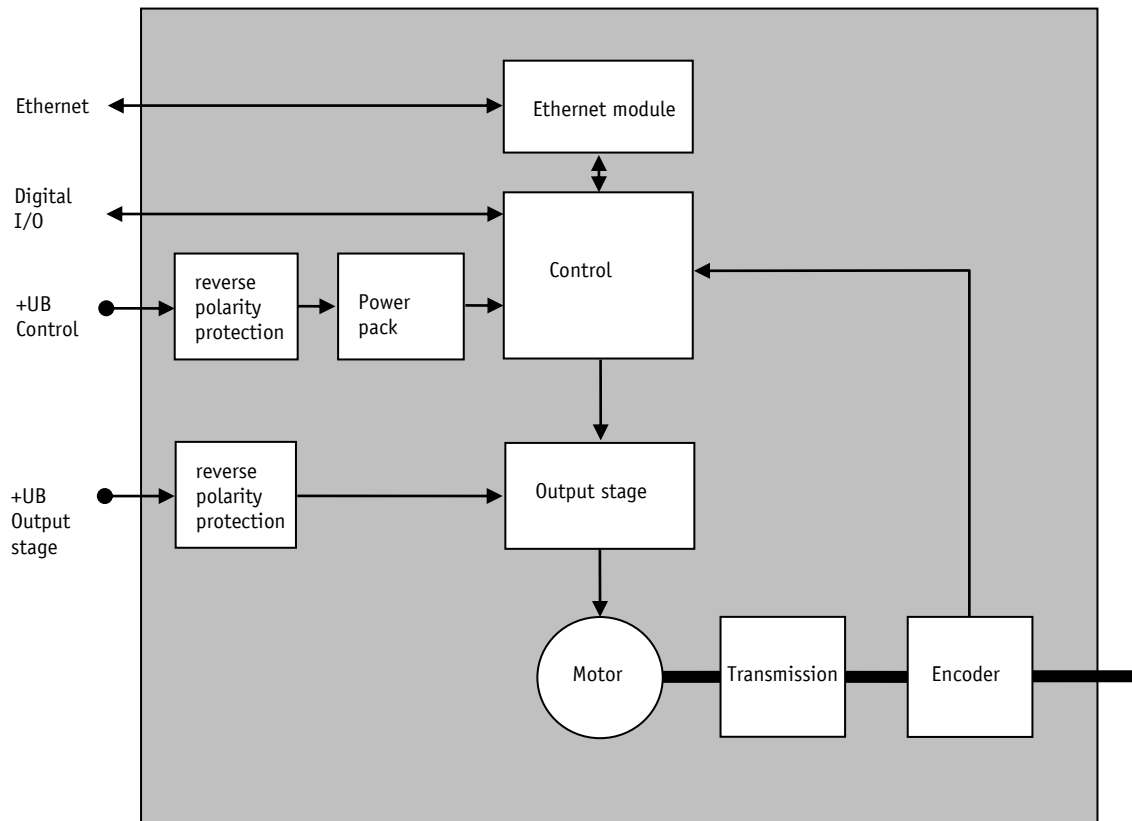 Ethernet
Ethernet module
Digital
I/O
Control
+UB
Control
reverse
polarity
protection
Power
pack
+UB
Output
stage
reverse
polarity
protection
Output stage
Motor
Transmission
Encoder